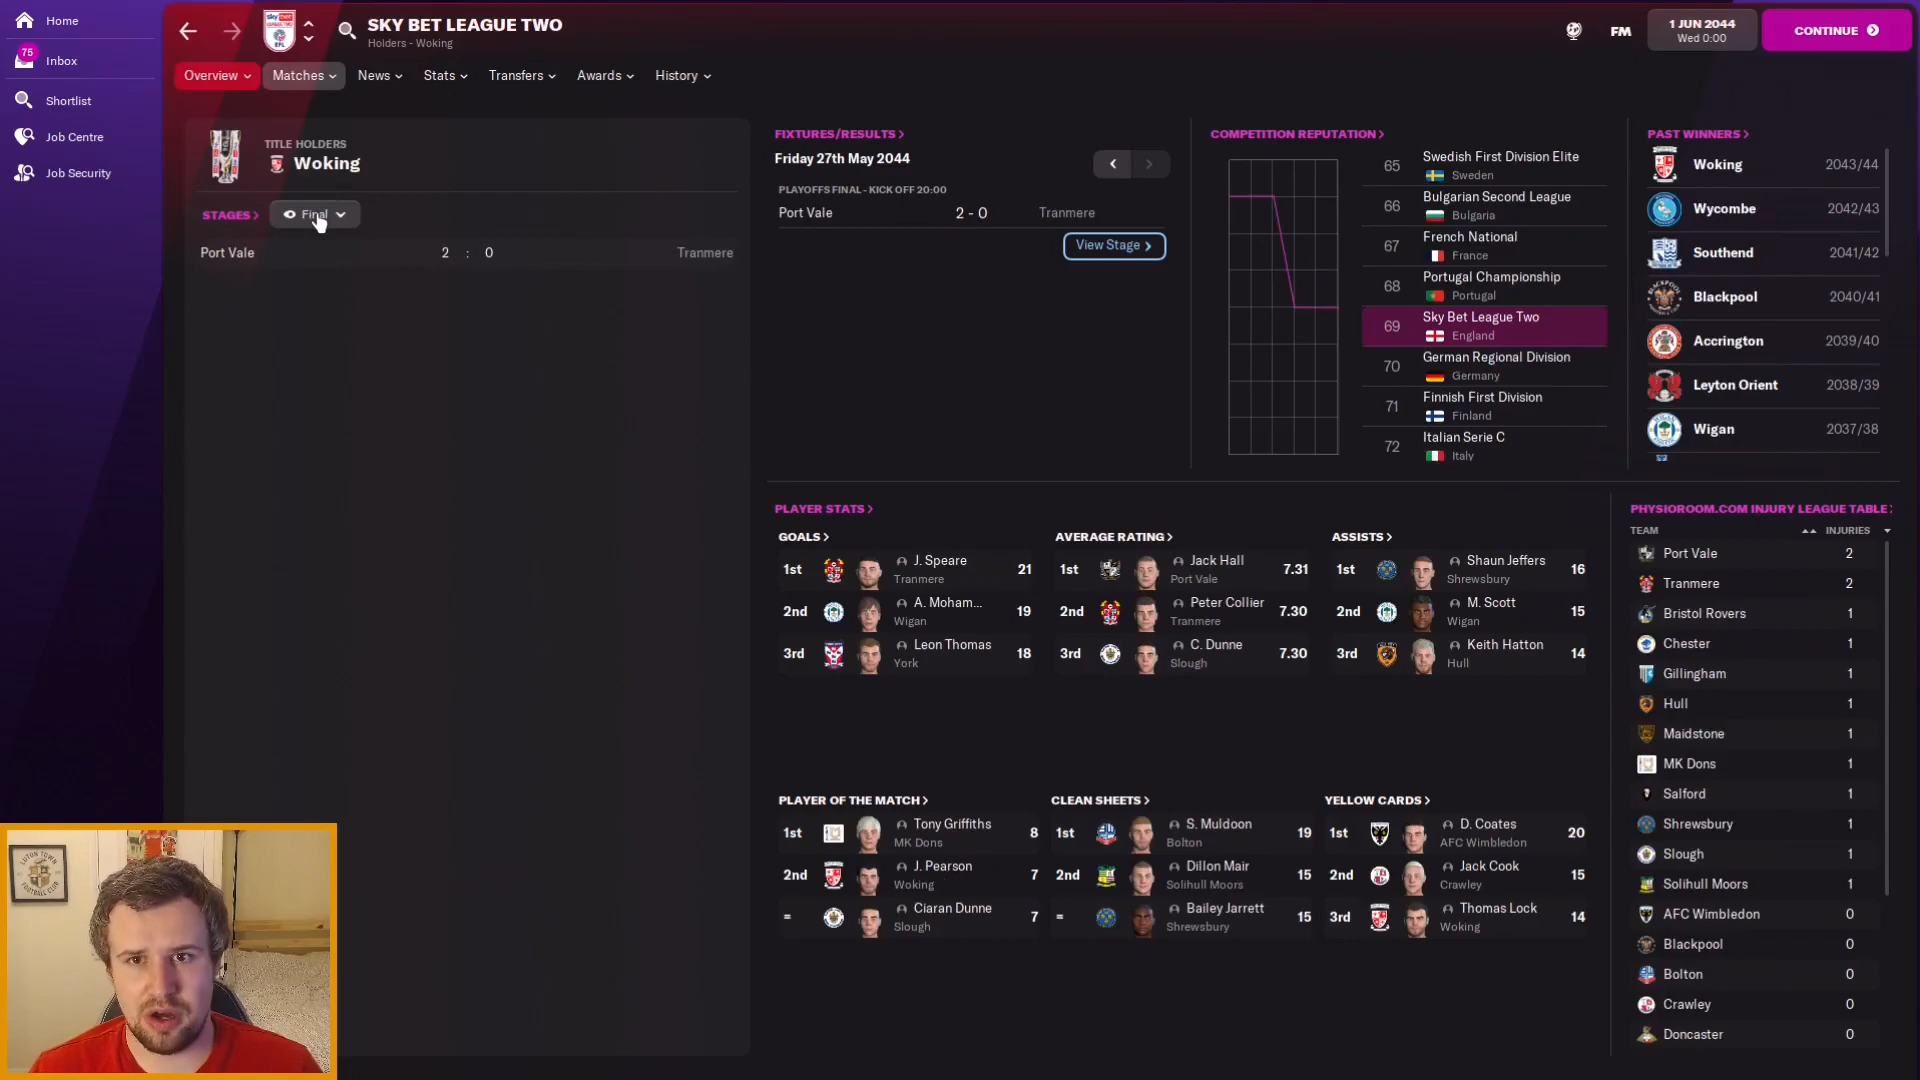 Home
75
Inbox
Shortlist
Job Centre
Job Security
SKY BET LEAGUE TWO
Holders - Woking
FM
1 JUN 2044
Wed 0:00
CONTINUE
Overview
Matches
News
Stats
Transfers
Awards
History
TITLE HOLDERS
Woking
STAGES
Final
Port Vale 2 : 0 Tranmere
FIXTURES/RESULTS
Friday 27th May 2044
PLAYOFFS FINAL - KICK OFF 20:00
Port Vale 2 - 0 Tranmere
View Stage
COMPETITION REPUTATION
65 Swedish First Division Elite
Sweden
66 Bulgarian Second League
Bulgaria
67 French National
France
68 Portugal Championship
Portugal
69 Sky Bet League Two
England
70 German Regional Division
Germany
71 Finnish First Division
Finland
72 Italian Serie C
Italy
PAST WINNERS
Woking 2043/44
Wycombe 2042/43
Southend 2041/42
Blackpool 2040/41
Accrington 2039/40
Leyton Orient 2038/39
Wigan 2037/38
PLAYER STATS
GOALS
1st J. Speare 21
Tranmere
2nd A. Moham... 19
Wigan
3rd Leon Thomas 18
York
AVERAGE RATING
1st Jack Hall 7.31
Port Vale
2nd Peter Collier 7.30
Tranmere
3rd C. Dunne 7.30
Slough
ASSISTS
1st Shaun Jeffers 16
Shrewsbury
2nd M. Scott 15
Wigan
3rd Keith Hatton 14
Hull
PLAYER OF THE MATCH
1st Tony Griffiths 8
MK Dons
2nd J. Pearson 7
Woking
= Ciaran Dunne 7
Slough
CLEAN SHEETS
1st S. Muldoon 19
Bolton
2nd Dillon Mair 15
Solihull Moors
= Bailey Jarrett 15
Shrewsbury
YELLOW CARDS
1st D. Coates 20
AFC Wimbledon
2nd Jack Cook 15
Crawley
3rd Thomas Lock 14
Woking
PHYSIOROOM.COM INJURY LEAGUE TABLE
TEAM INJURIES
Port Vale 2
Tranmere 2
Bristol Rovers 1
Chester 1
Gillingham 1
Hull 1
Maidstone 1
MK Dons 1
Salford 1
Shrewsbury 1
Slough 1
Solihull Moors 1
AFC Wimbledon 0
Blackpool 0
Bolton 0
Crawley 0
Doncaster 0
LUTON TOWN
FOOTBALL CLUB